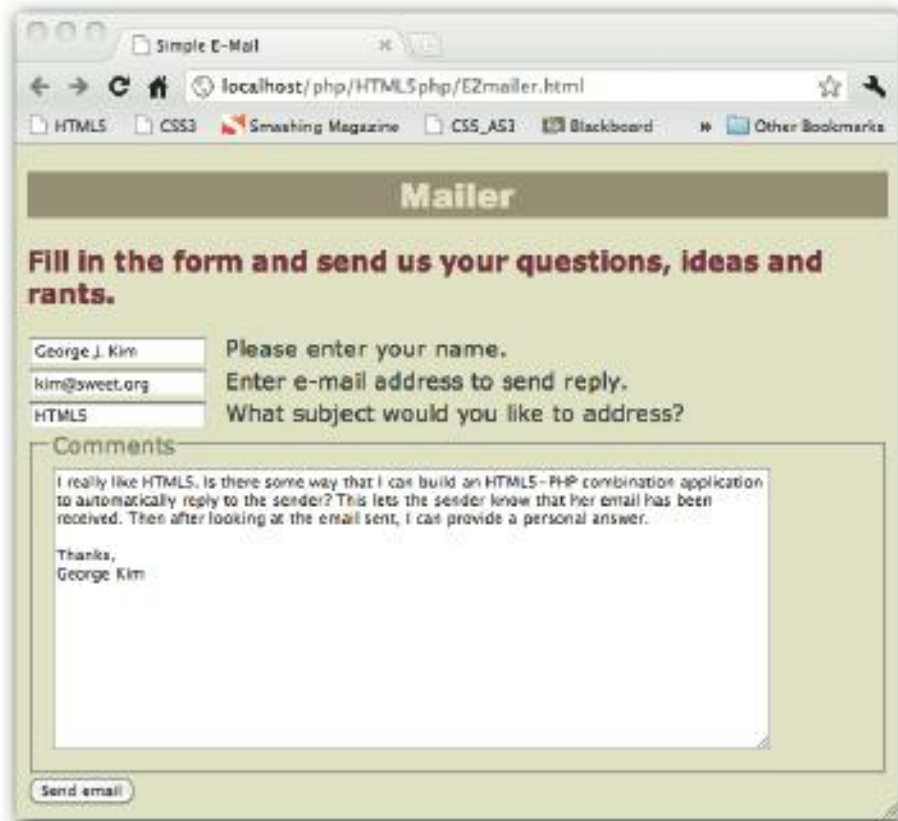 Simple E-Mail
localhost/php/HTML5php/EZmailer.html
HTML5 CSS3 Smashing Magazine CS5_AS3 Blackboard » Other Bookmarks
Mailer
Fill in the form and send us your questions, ideas and
rants.
George J. Kim Please enter your name.
kim@sweet.org Enter e-mail address to send reply.
HTML5 What subject would you like to address?
Comments
I really like HTML5. Is there some way that I can build an HTML5-PHP combination application
to automatically reply to the sender? This lets the sender know that her email has been
received. Then after looking at the email sent, I can provide a personal answer.
Thanks,
George Kim
Send email